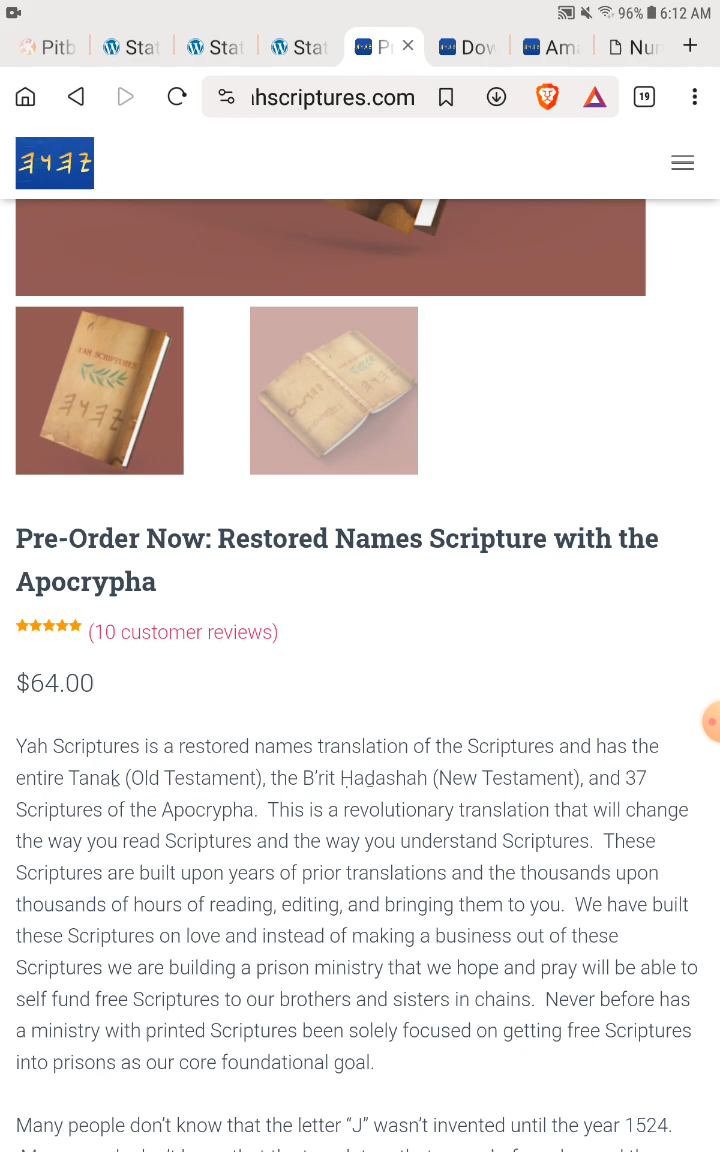 96% 6:12 AM
Pitb Stat Stat Stat P Dow Ama Nu
hscriptures.com 19
𐤉𐤄𐤅𐤄
YAH SCRIPTURES
Pre-Order Now: Restored Names Scripture with the
Apocrypha
(10 customer reviews)
$64.00
Yah Scriptures is a restored names translation of the Scriptures and has the
entire Tanaḵ (Old Testament), the B’rit Ḥaḏashah (New Testament), and 37
Scriptures of the Apocrypha.  This is a revolutionary translation that will change
the way you read Scriptures and the way you understand Scriptures.  These
Scriptures are built upon years of prior translations and the thousands upon
thousands of hours of reading, editing, and bringing them to you.  We have built
these Scriptures on love and instead of making a business out of these
Scriptures we are building a prison ministry that we hope and pray will be able to
self fund free Scriptures to our brothers and sisters in chains.  Never before has
a ministry with printed Scriptures been solely focused on getting free Scriptures
into prisons as our core foundational goal.
Many people don’t know that the letter “J” wasn’t invented until the year 1524.